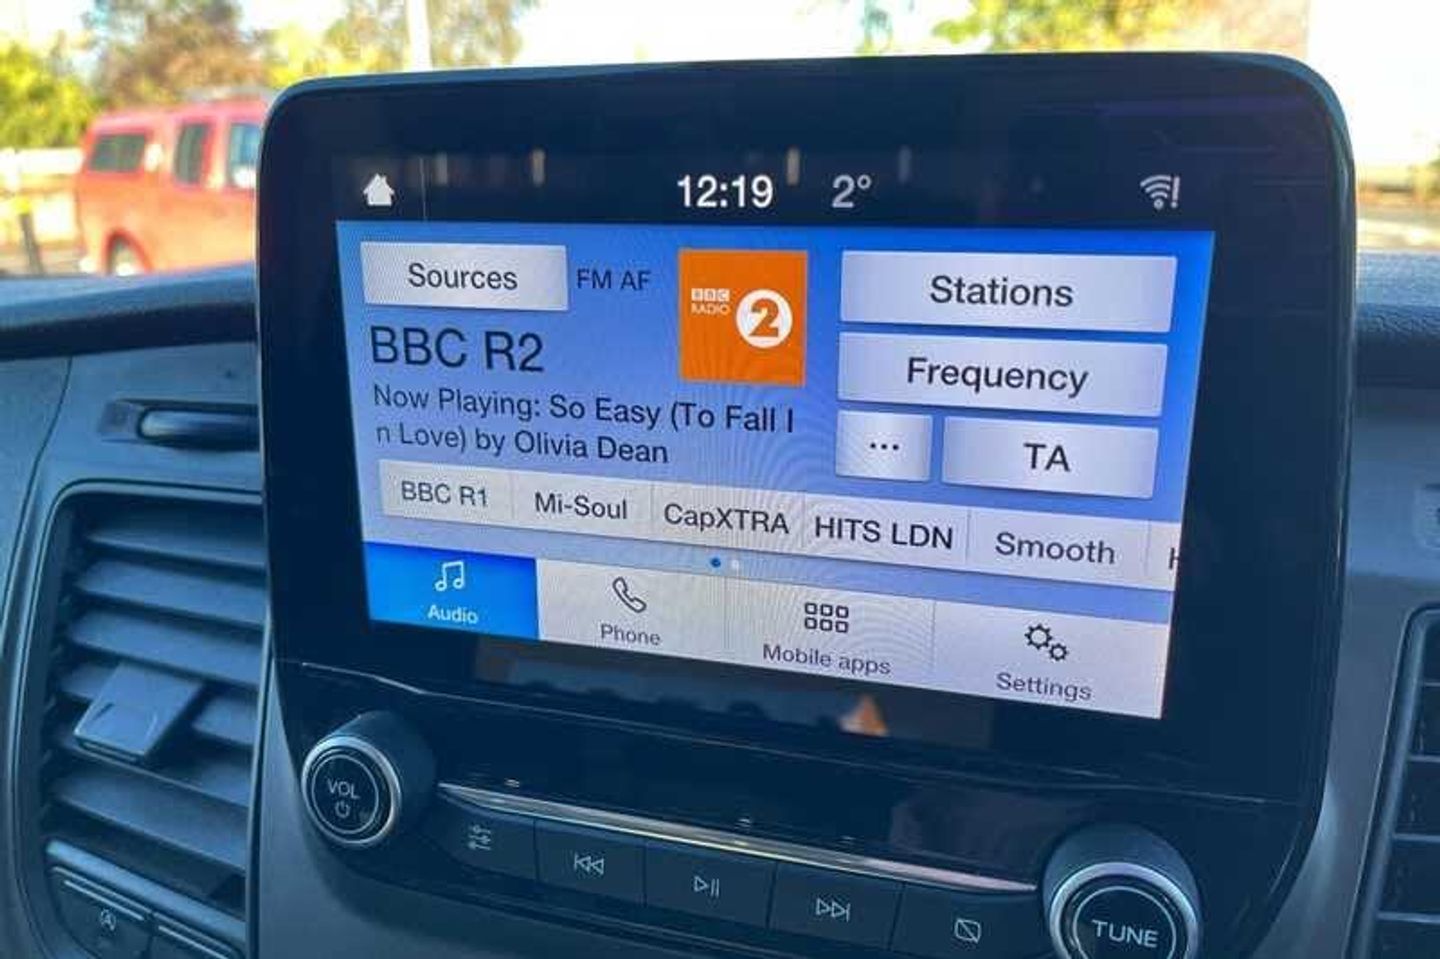 12:19 2°
Sources FM AF
BBC
RADIO 2
Stations
BBC R2
Frequency
Now Playing: So Easy (To Fall I
n Love) by Olivia Dean
... TA
BBC R1 Mi-Soul CapXTRA HITS LDN Smooth
Audio Phone Mobile apps Settings
VOL
TUNE